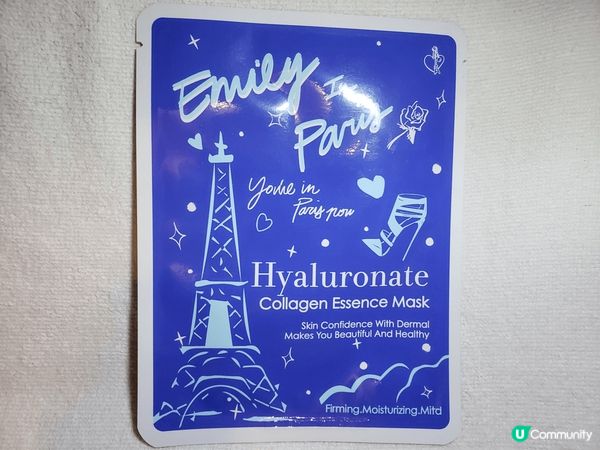 Emily In
Paris
You're in
Paris now
Hyaluronate
Collagen Essence Mask
Skin Confidence With Dermal
Makes You Beautiful And Healthy
Firming.Moisturizing.Mitd
U Community